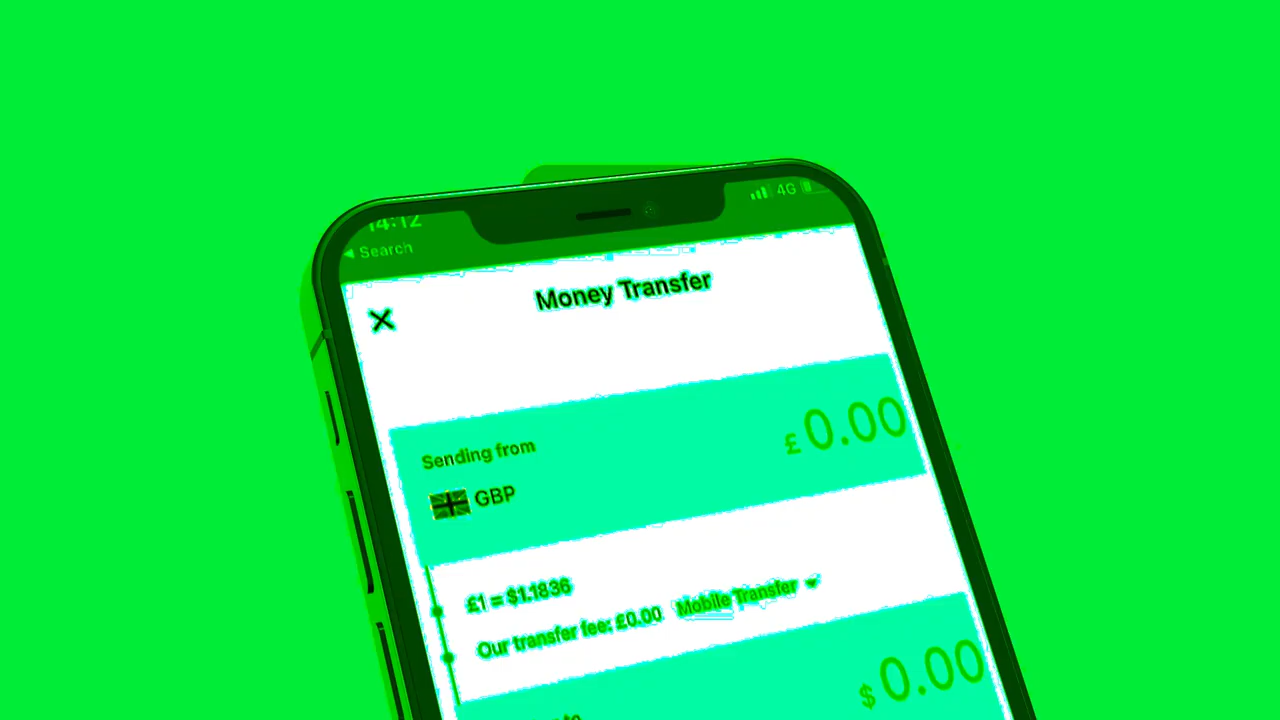 14:12
4G
Search
Money Transfer
Sending from
£0.00
GBP
£1 = $1.1836
Our transfer fee: £0.00 Mobile Transfer
$0.00